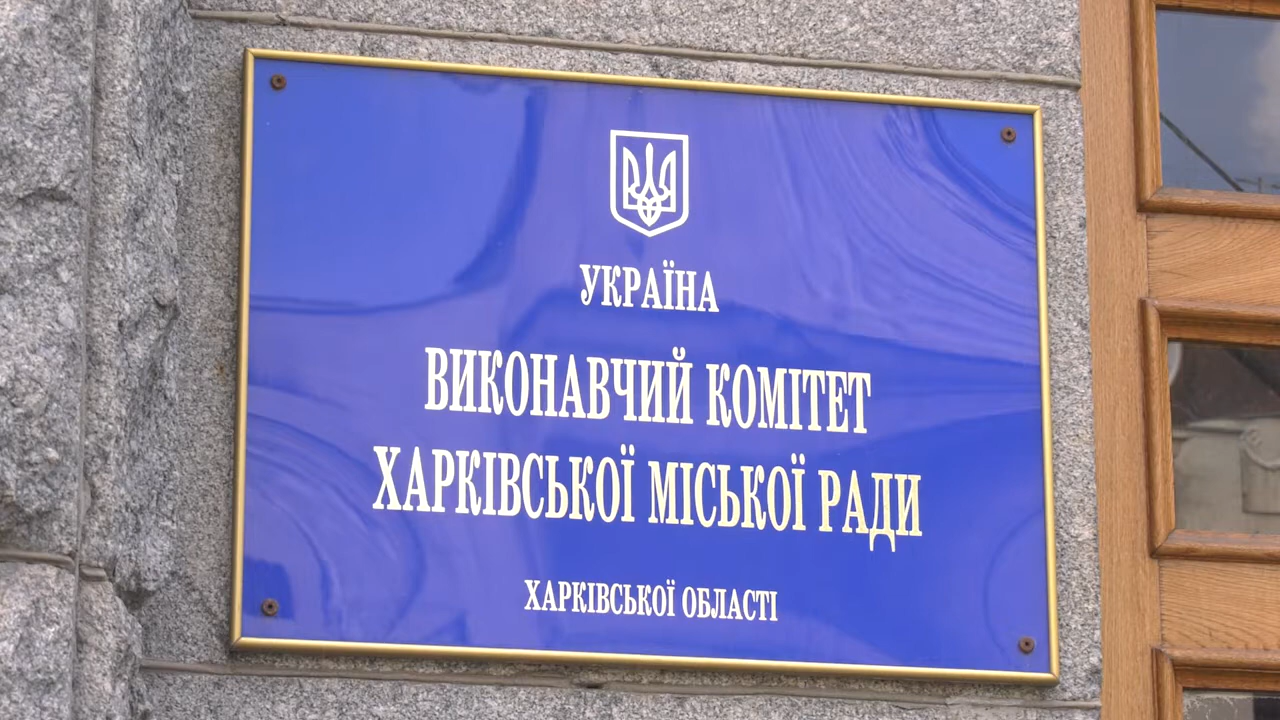 УКРАЇНА
ВИКОНАВЧИЙ КОМІТЕТ
ХАРКІВСЬКОЇ МІСЬКОЇ РАДИ
ХАРКІВСЬКОЇ ОБЛАСТІ